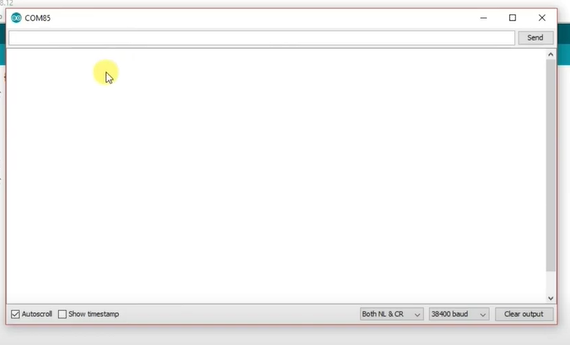 COM85
Send
Autoscroll Show timestamp Both NL & CR 38400 baud Clear output